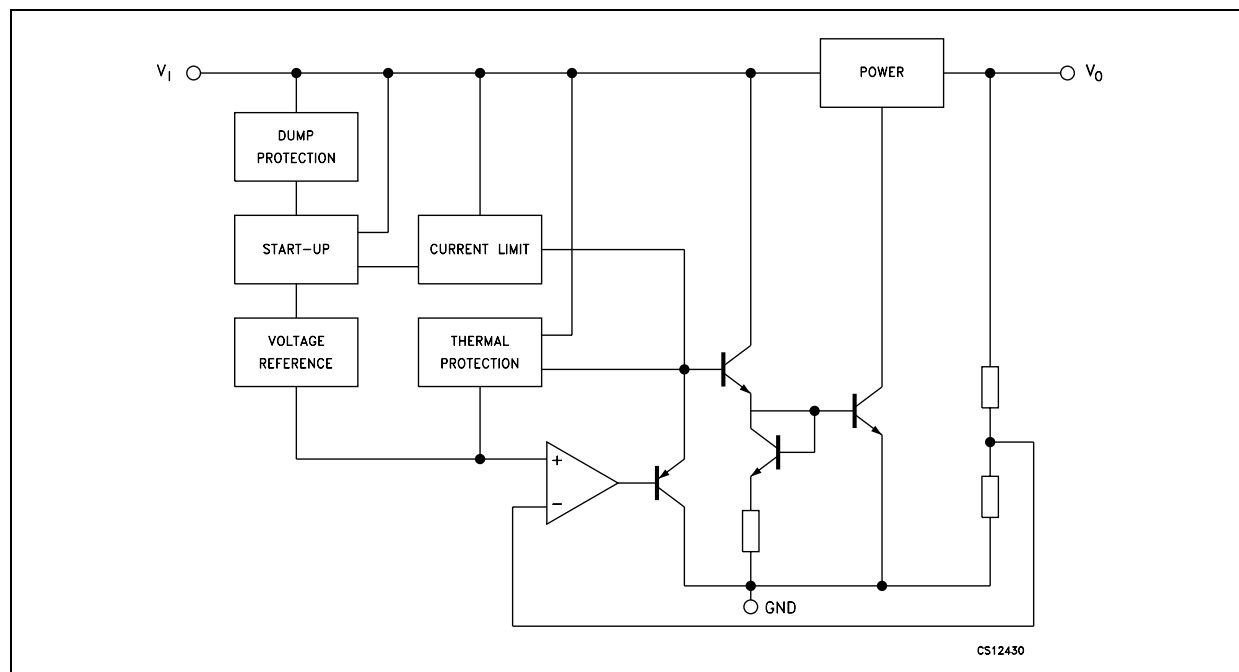 V_I
POWER
V_O
DUMP
PROTECTION
START-UP
CURRENT LIMIT
VOLTAGE
REFERENCE
THERMAL
PROTECTION
+
−
GND
CS12430